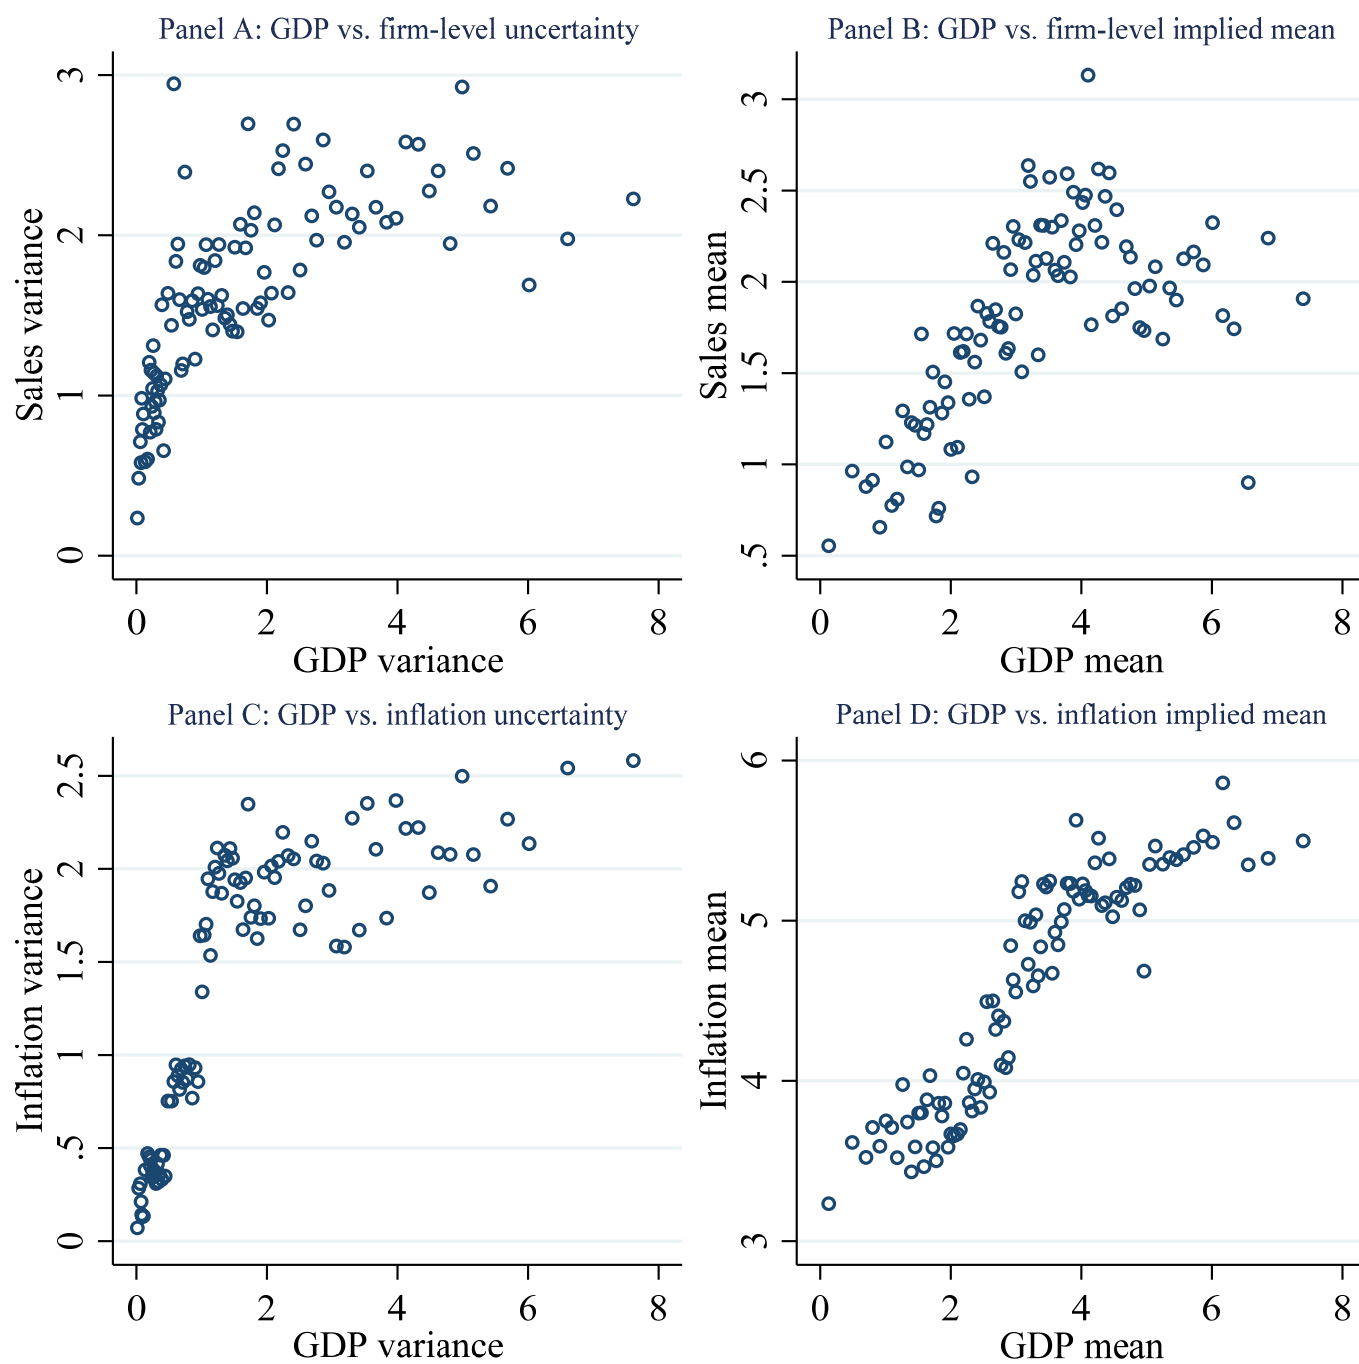 Panel A: GDP vs. firm-level uncertainty
Sales variance
3
2
1
0
0 2 4 6 8
GDP variance
Panel B: GDP vs. firm-level implied mean
Sales mean
3
2.5
2
1.5
1
.5
0 2 4 6 8
GDP mean
Panel C: GDP vs. inflation uncertainty
Inflation variance
2.5
2
1.5
1
.5
0
0 2 4 6 8
GDP variance
Panel D: GDP vs. inflation implied mean
Inflation mean
6
5
4
3
0 2 4 6 8
GDP mean